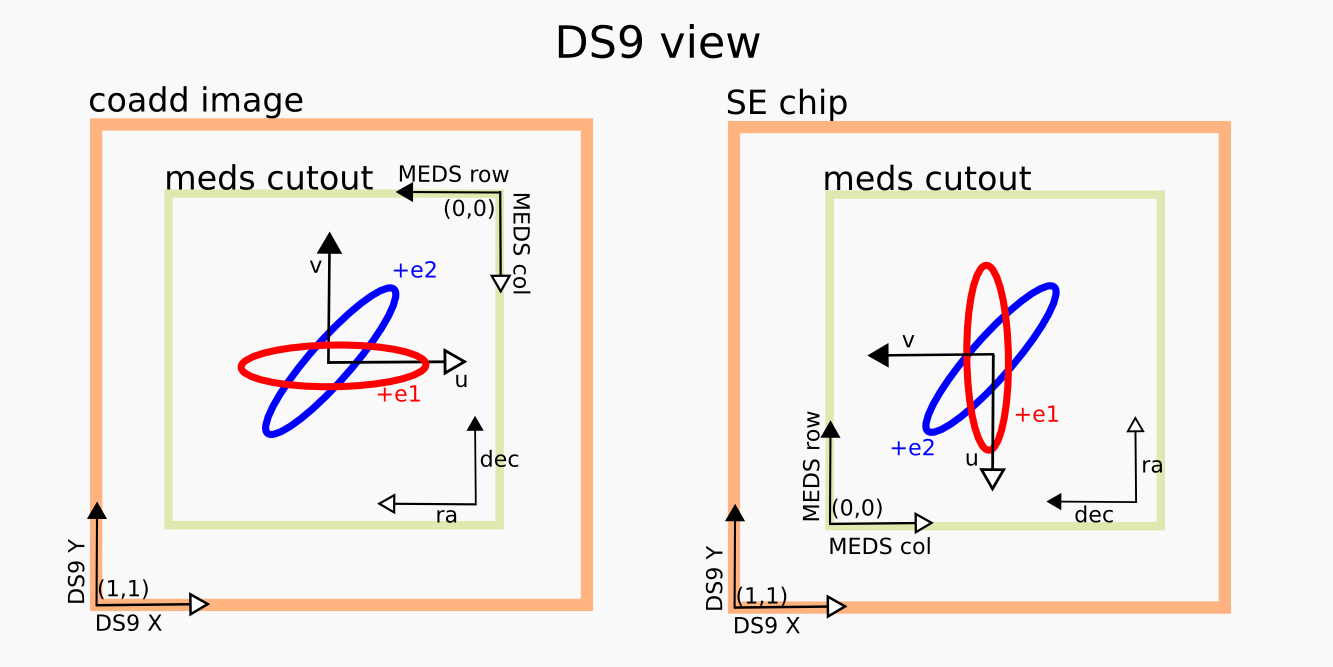 DS9 view
coadd image
meds cutout
MEDS row
(0,0)
MEDS col
v
+e2
u
+e1
dec
ra
DS9 Y
(1,1)
DS9 X
SE chip
meds cutout
v
+e1
+e2
u
MEDS row
(0,0)
MEDS col
ra
dec
DS9 Y
(1,1)
DS9 X